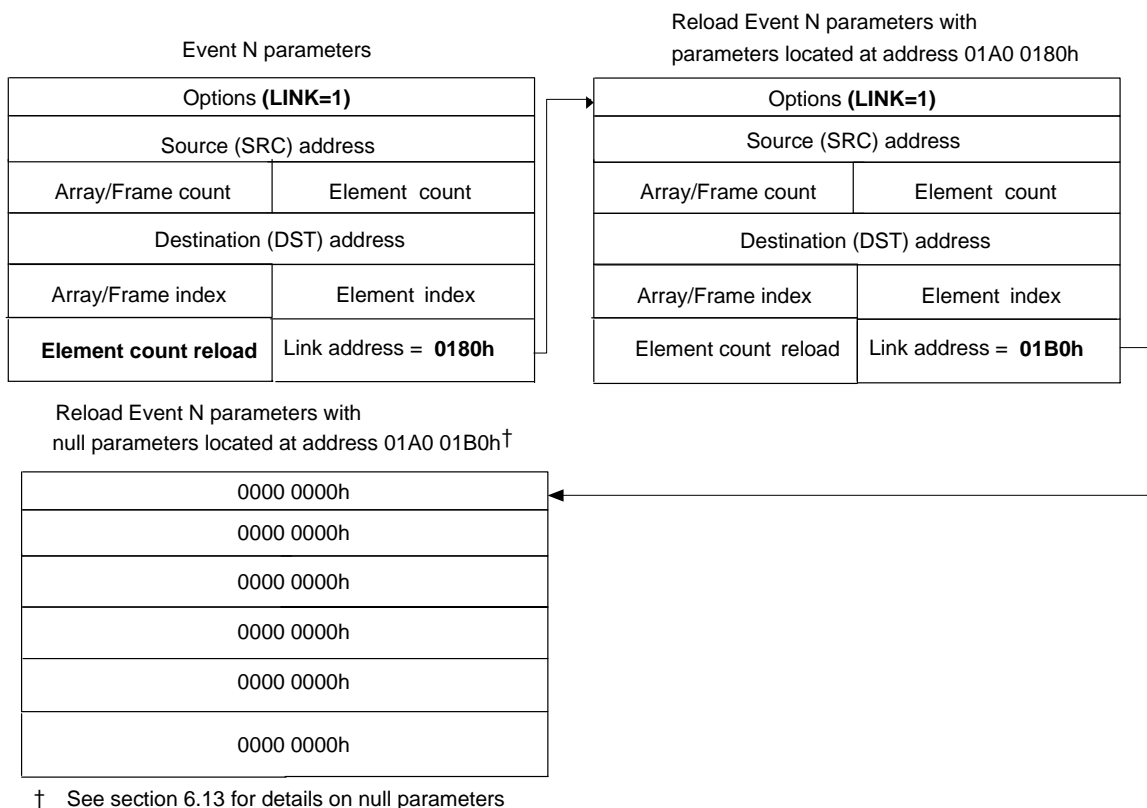 Event N parameters
Options (LINK=1)
Source (SRC) address
Array/Frame count
Element count
Destination (DST) address
Array/Frame index
Element index
Element count reload
Link address = 0180h
Reload Event N parameters with
parameters located at address 01A0 0180h
Options (LINK=1)
Source (SRC) address
Array/Frame count
Element count
Destination (DST) address
Array/Frame index
Element index
Element count reload
Link address = 01B0h
Reload Event N parameters with
null parameters located at address 01A0 01B0h†
0000 0000h
0000 0000h
0000 0000h
0000 0000h
0000 0000h
0000 0000h
† See section 6.13 for details on null parameters